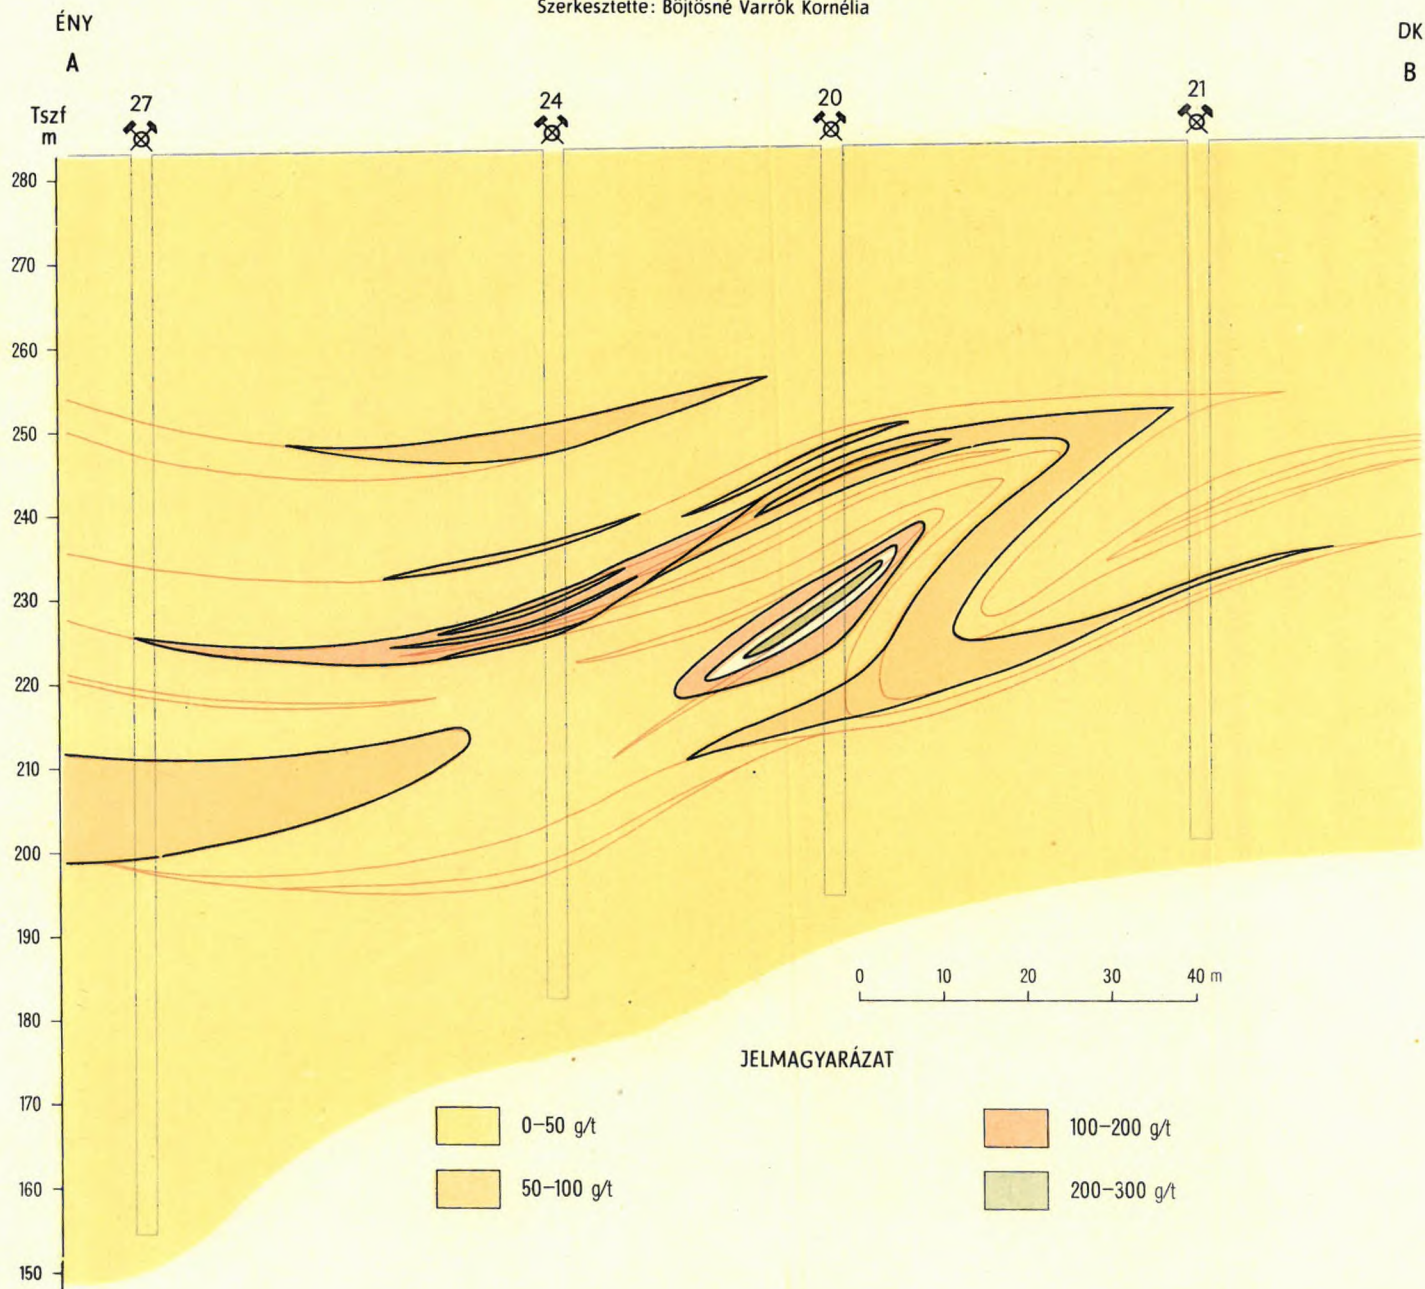 Szerkesztette: Böjtösné Varrók Kornélia
ÉNY
DK
A
B
Tszf
m
27
24
20
21
280
270
260
250
240
230
220
210
200
190
180
170
160
150
0 10 20 30 40 m
JELMAGYARÁZAT
0–50 g/t
100–200 g/t
50–100 g/t
200–300 g/t